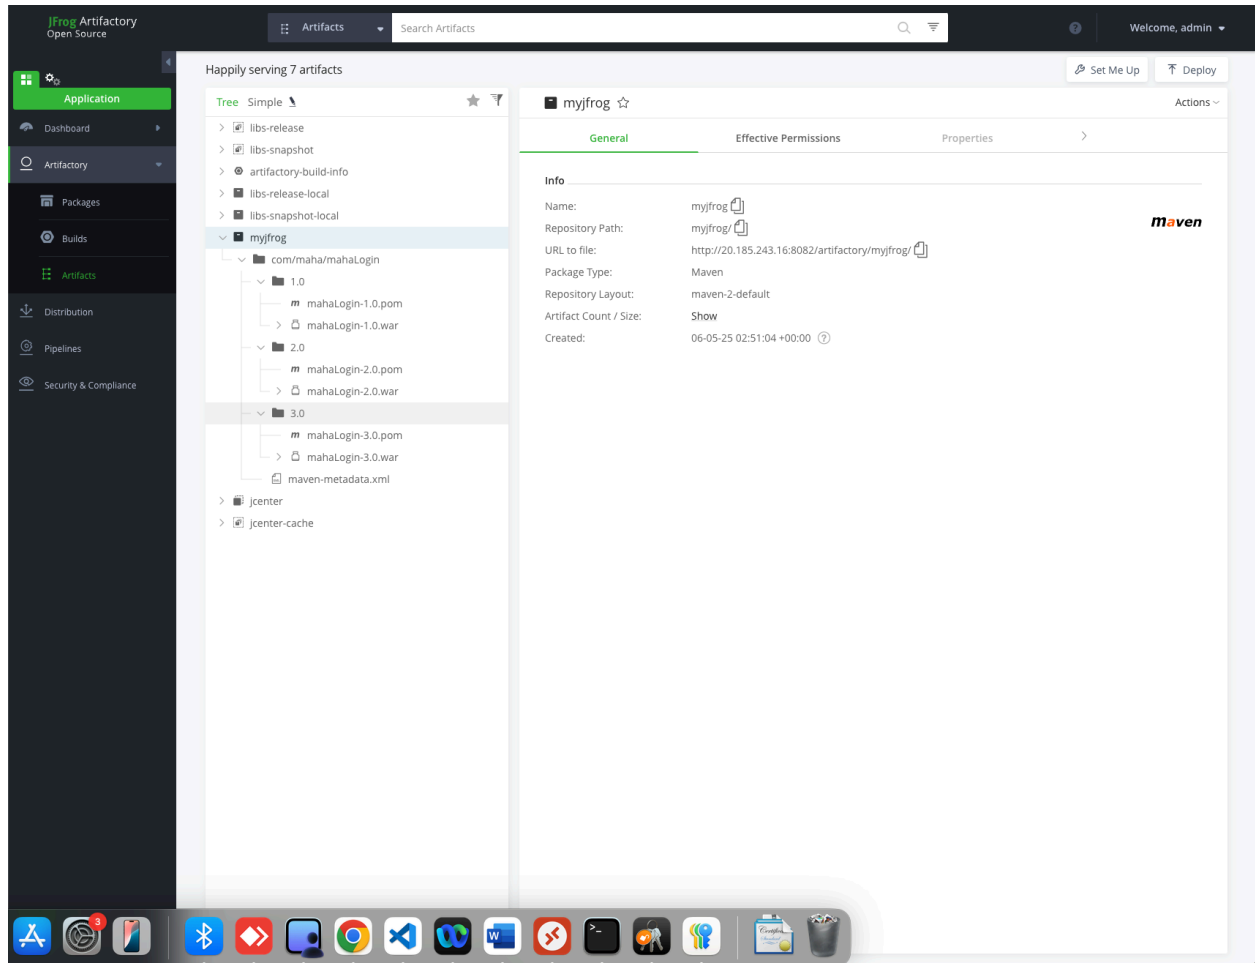 JFrog Artifactory
Open Source
Artifacts
Search Artifacts
Welcome, admin
Happily serving 7 artifacts
Set Me Up
Deploy
Application
Dashboard
Artifactory
Packages
Builds
Artifacts
Distribution
Pipelines
Security & Compliance
Tree Simple
libs-release
libs-snapshot
artifactory-build-info
libs-release-local
libs-snapshot-local
myjfrog
com/maha/mahaLogin
1.0
m mahaLogin-1.0.pom
mahaLogin-1.0.war
2.0
m mahaLogin-2.0.pom
mahaLogin-2.0.war
3.0
m mahaLogin-3.0.pom
mahaLogin-3.0.war
maven-metadata.xml
jcenter
jcenter-cache
myjfrog
Actions
General Effective Permissions Properties
Info
Name: myjfrog
Repository Path: myjfrog/
URL to file: http://20.185.243.16:8082/artifactory/myjfrog/
Package Type: Maven
Repository Layout: maven-2-default
Artifact Count / Size: Show
Created: 06-05-25 02:51:04 +00:00
maven
3